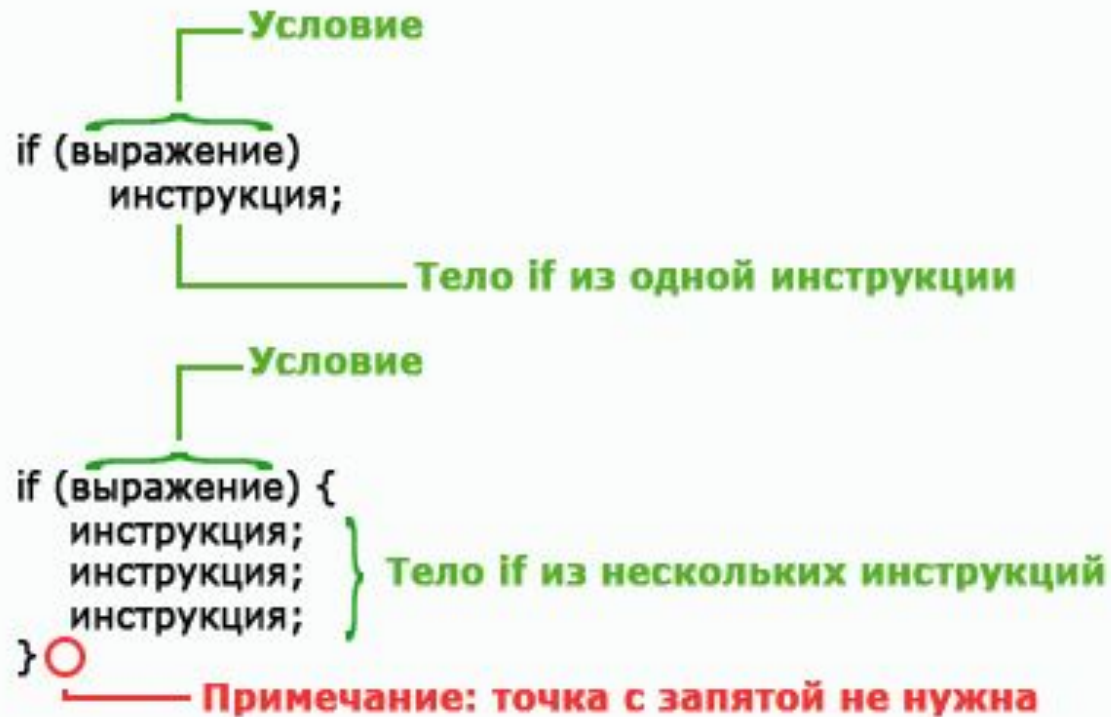 Условие
if (выражение)
инструкция;
Тело if из одной инструкции
Условие
if (выражение) {
инструкция;
инструкция;
инструкция;
Тело if из нескольких инструкций
}
Примечание: точка с запятой не нужна